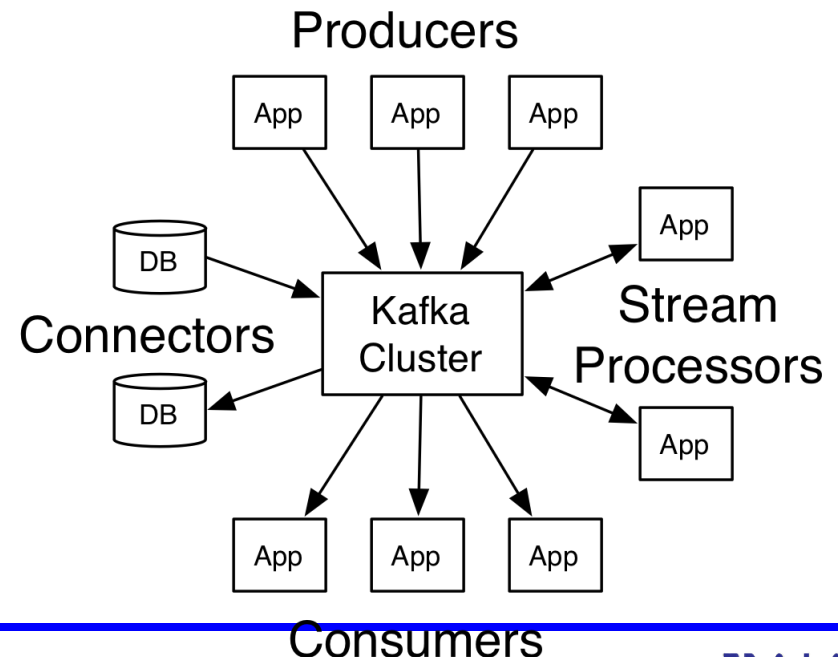 Producers
App
App
App
App
DB
Kafka
Cluster
Stream
Processors
Connectors
DB
App
App
App
App
Consumers